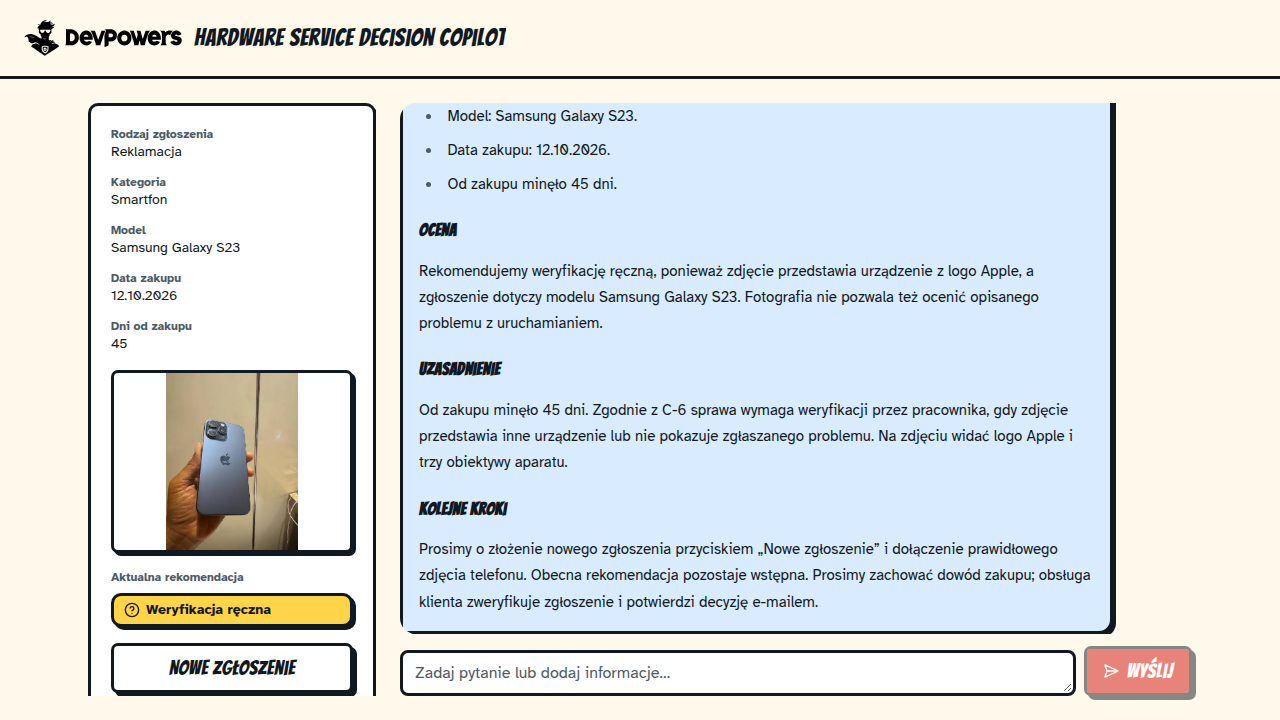 DevPowers HARDWARE SERVICE DECISION COPILOT
Rodzaj zgłoszenia
Reklamacja
Kategoria
Smartfon
Model
Samsung Galaxy S23
Data zakupu
12.10.2026
Dni od zakupu
45
Aktualna rekomendacja
Weryfikacja ręczna
NOWE ZGŁOSZENIE
Model: Samsung Galaxy S23.
Data zakupu: 12.10.2026.
Od zakupu minęło 45 dni.
OCENA
Rekomendujemy weryfikację ręczną, ponieważ zdjęcie przedstawia urządzenie z logo Apple, a
zgłoszenie dotyczy modelu Samsung Galaxy S23. Fotografia nie pozwala też ocenić opisanego
problemu z uruchamianiem.
UZASADNIENIE
Od zakupu minęło 45 dni. Zgodnie z C-6 sprawa wymaga weryfikacji przez pracownika, gdy zdjęcie
przedstawia inne urządzenie lub nie pokazuje zgłaszanego problemu. Na zdjęciu widać logo Apple i
trzy obiektywy aparatu.
KOLEJNE KROKI
Prosimy o złożenie nowego zgłoszenia przyciskiem „Nowe zgłoszenie” i dołączenie prawidłowego
zdjęcia telefonu. Obecna rekomendacja pozostaje wstępna. Prosimy zachować dowód zakupu; obsługa
klienta zweryfikuje zgłoszenie i potwierdzi decyzję e-mailem.
Zadaj pytanie lub dodaj informacje...
WYŚLIJ